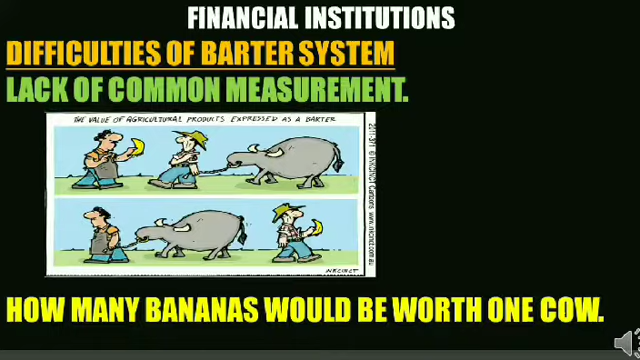 FINANCIAL INSTITUTIONS
DIFFICULTIES OF BARTER SYSTEM
LACK OF COMMON MEASUREMENT.
THE VALUE OF AGRICULTURAL PRODUCTS EXPRESSED AS A BARTER
NECINCT
HOW MANY BANANAS WOULD BE WORTH ONE COW.